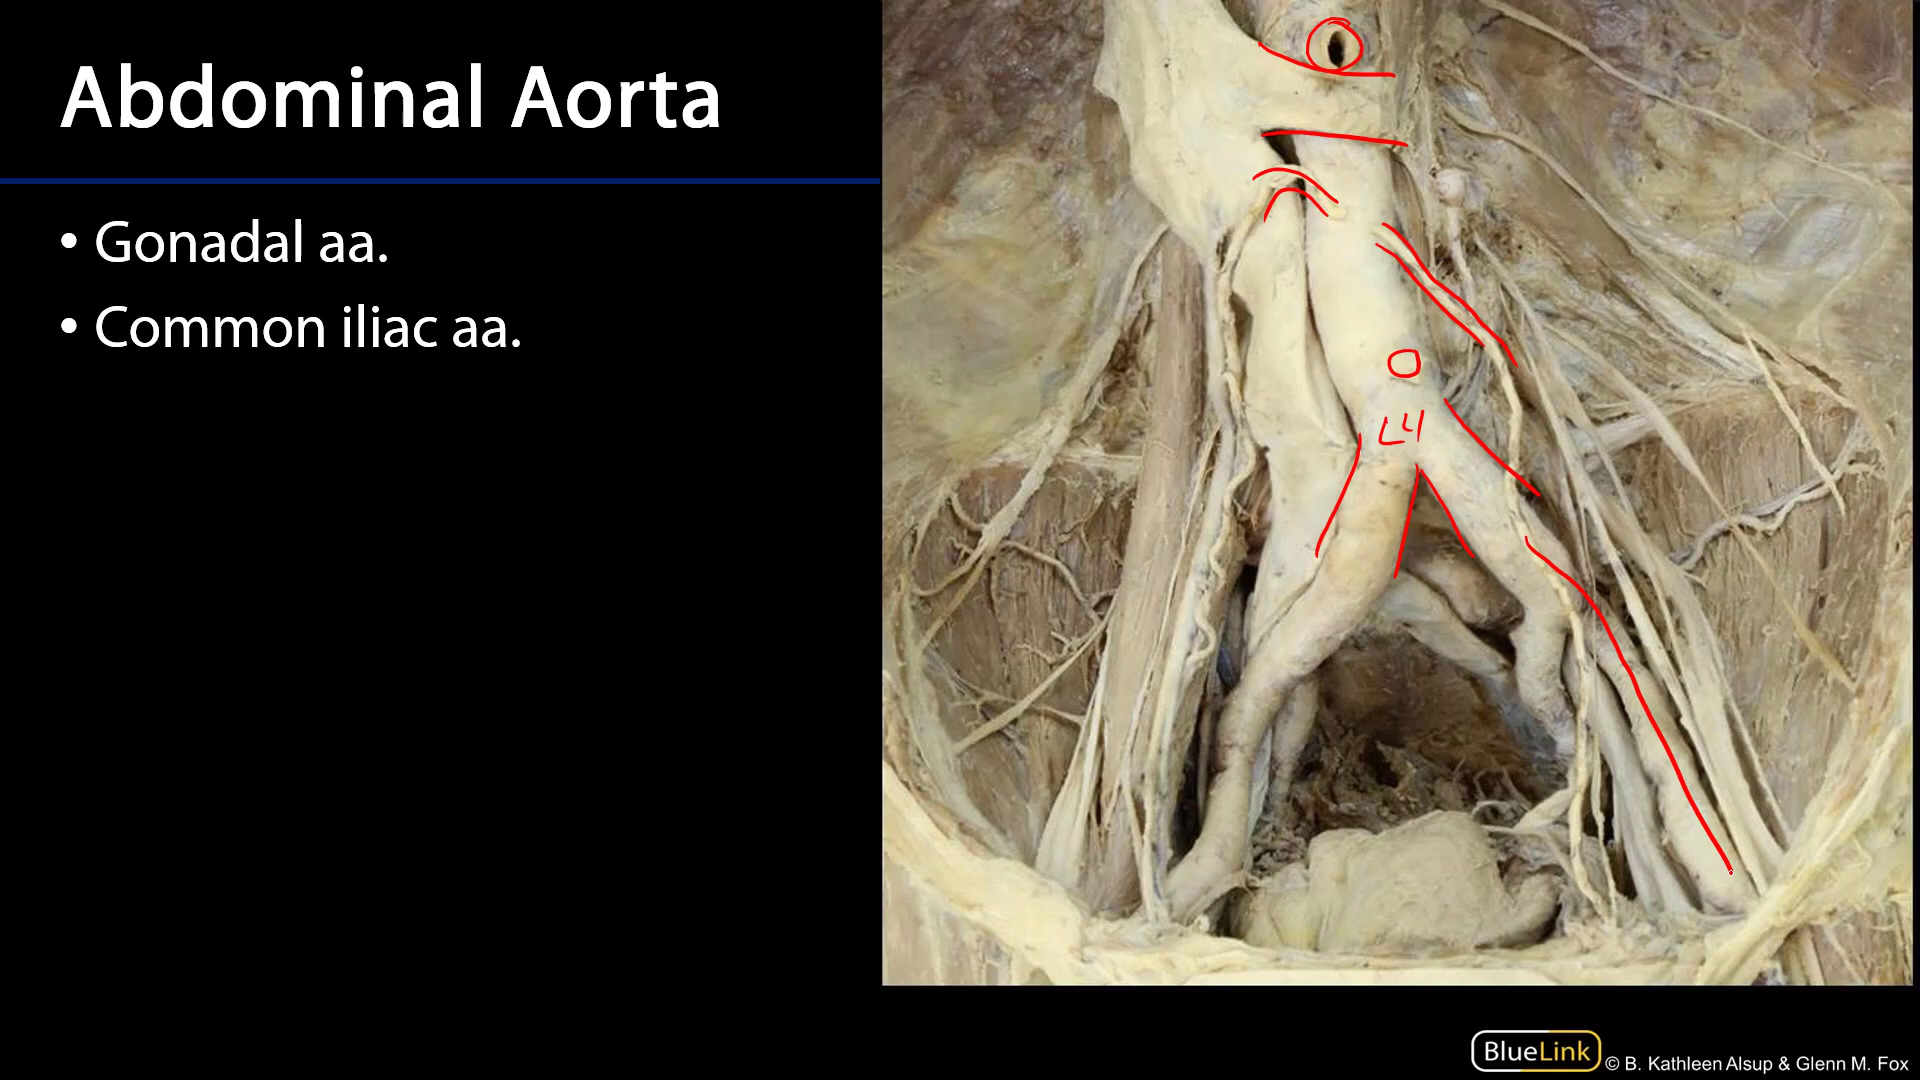 Abdominal Aorta
• Gonadal aa.
• Common iliac aa.
L4
BlueLink © B. Kathleen Alsup & Glenn M. Fox